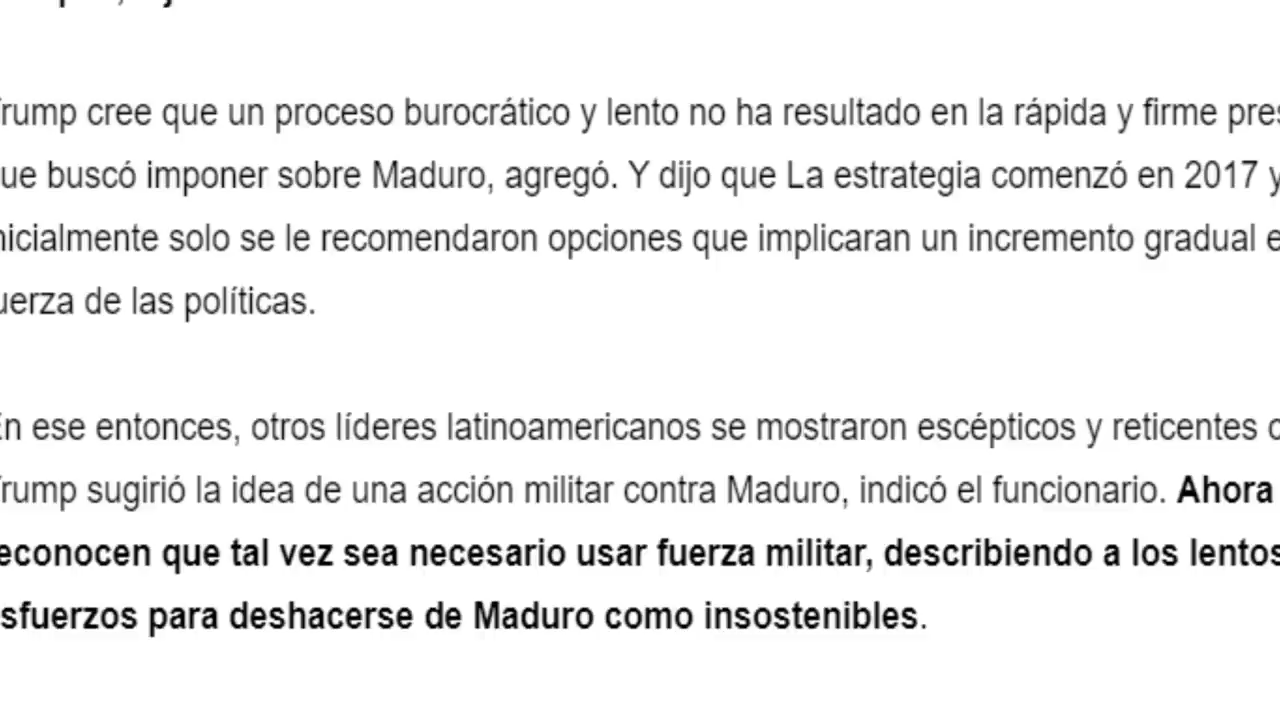 rump cree que un proceso burocrático y lento no ha resultado en la rápida y firme pres
ue buscó imponer sobre Maduro, agregó. Y dijo que La estrategia comenzó en 2017 y
nicialmente solo se le recomendaron opciones que implicaran un incremento gradual e
uerza de las políticas.
En ese entonces, otros líderes latinoamericanos se mostraron escépticos y reticentes c
rump sugirió la idea de una acción militar contra Maduro, indicó el funcionario. Ahora
econocen que tal vez sea necesario usar fuerza militar, describiendo a los lentos
sfuerzos para deshacerse de Maduro como insostenibles.